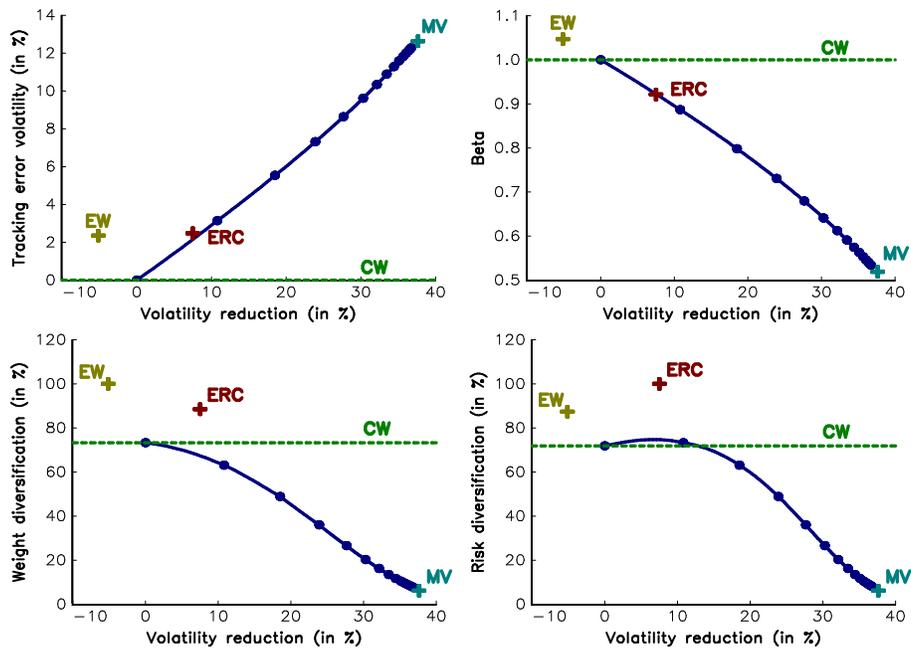 Tracking error volatility (in %)
14
12
10
8
6
4
2
0
MV
EW
ERC
CW
−10 0 10 20 30 40
Volatility reduction (in %)
Beta
1.1
1.0
0.9
0.8
0.7
0.6
0.5
EW
CW
ERC
MV
−10 0 10 20 30 40
Volatility reduction (in %)
Weight diversification (in %)
120
100
80
60
40
20
0
EW
ERC
CW
MV
−10 0 10 20 30 40
Volatility reduction (in %)
Risk diversification (in %)
120
100
80
60
40
20
0
ERC
EW
CW
MV
−10 0 10 20 30 40
Volatility reduction (in %)